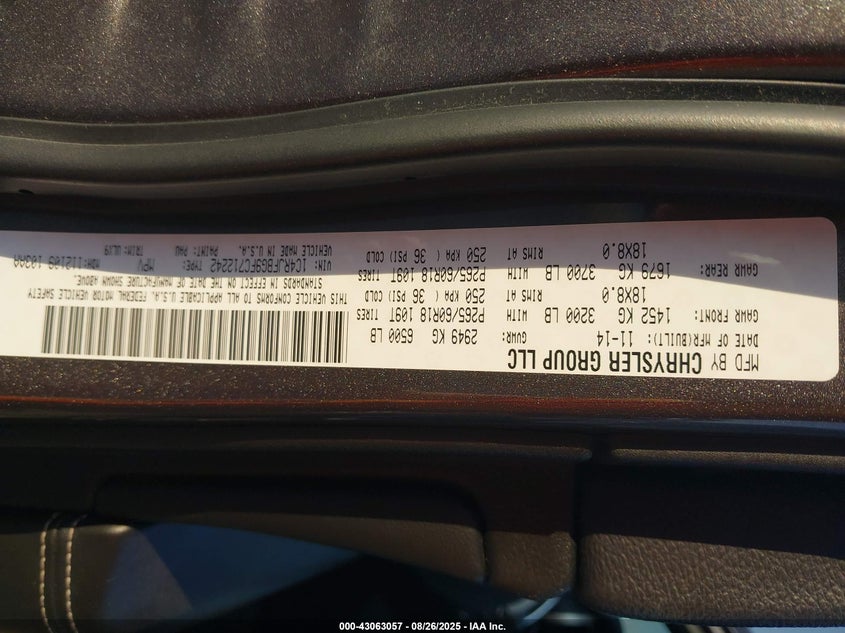 MFD BY CHRYSLER GROUP LLC
DATE OF MFR(BUILT): 11-14 GVWR: 2949 KG 6500 LB
GAWR FRONT: 1452 KG 3200 LB WITH P265/60R18 109T TIRES
18X8.0 RIMS AT 250 KPA ( 36 PSI) COLD
GAWR REAR: 1679 KG 3700 LB WITH P265/60R18 109T TIRES
18X8.0 RIMS AT 250 KPA ( 36 PSI) COLD
THIS VEHICLE CONFORMS TO ALL APPLICABLE FEDERAL MOTOR VEHICLE SAFETY
STANDARDS IN EFFECT ON THE DATE OF MANUFACTURE SHOWN ABOVE.
VIN: 1C4RJFBG9FC712242 TYPE: MPV MDH:112103 103AA
VEHICLE MADE IN U.S.A. PAINT: PAU TRIM: ULX9
000-43063057 - 08/26/2025 - IAA Inc.